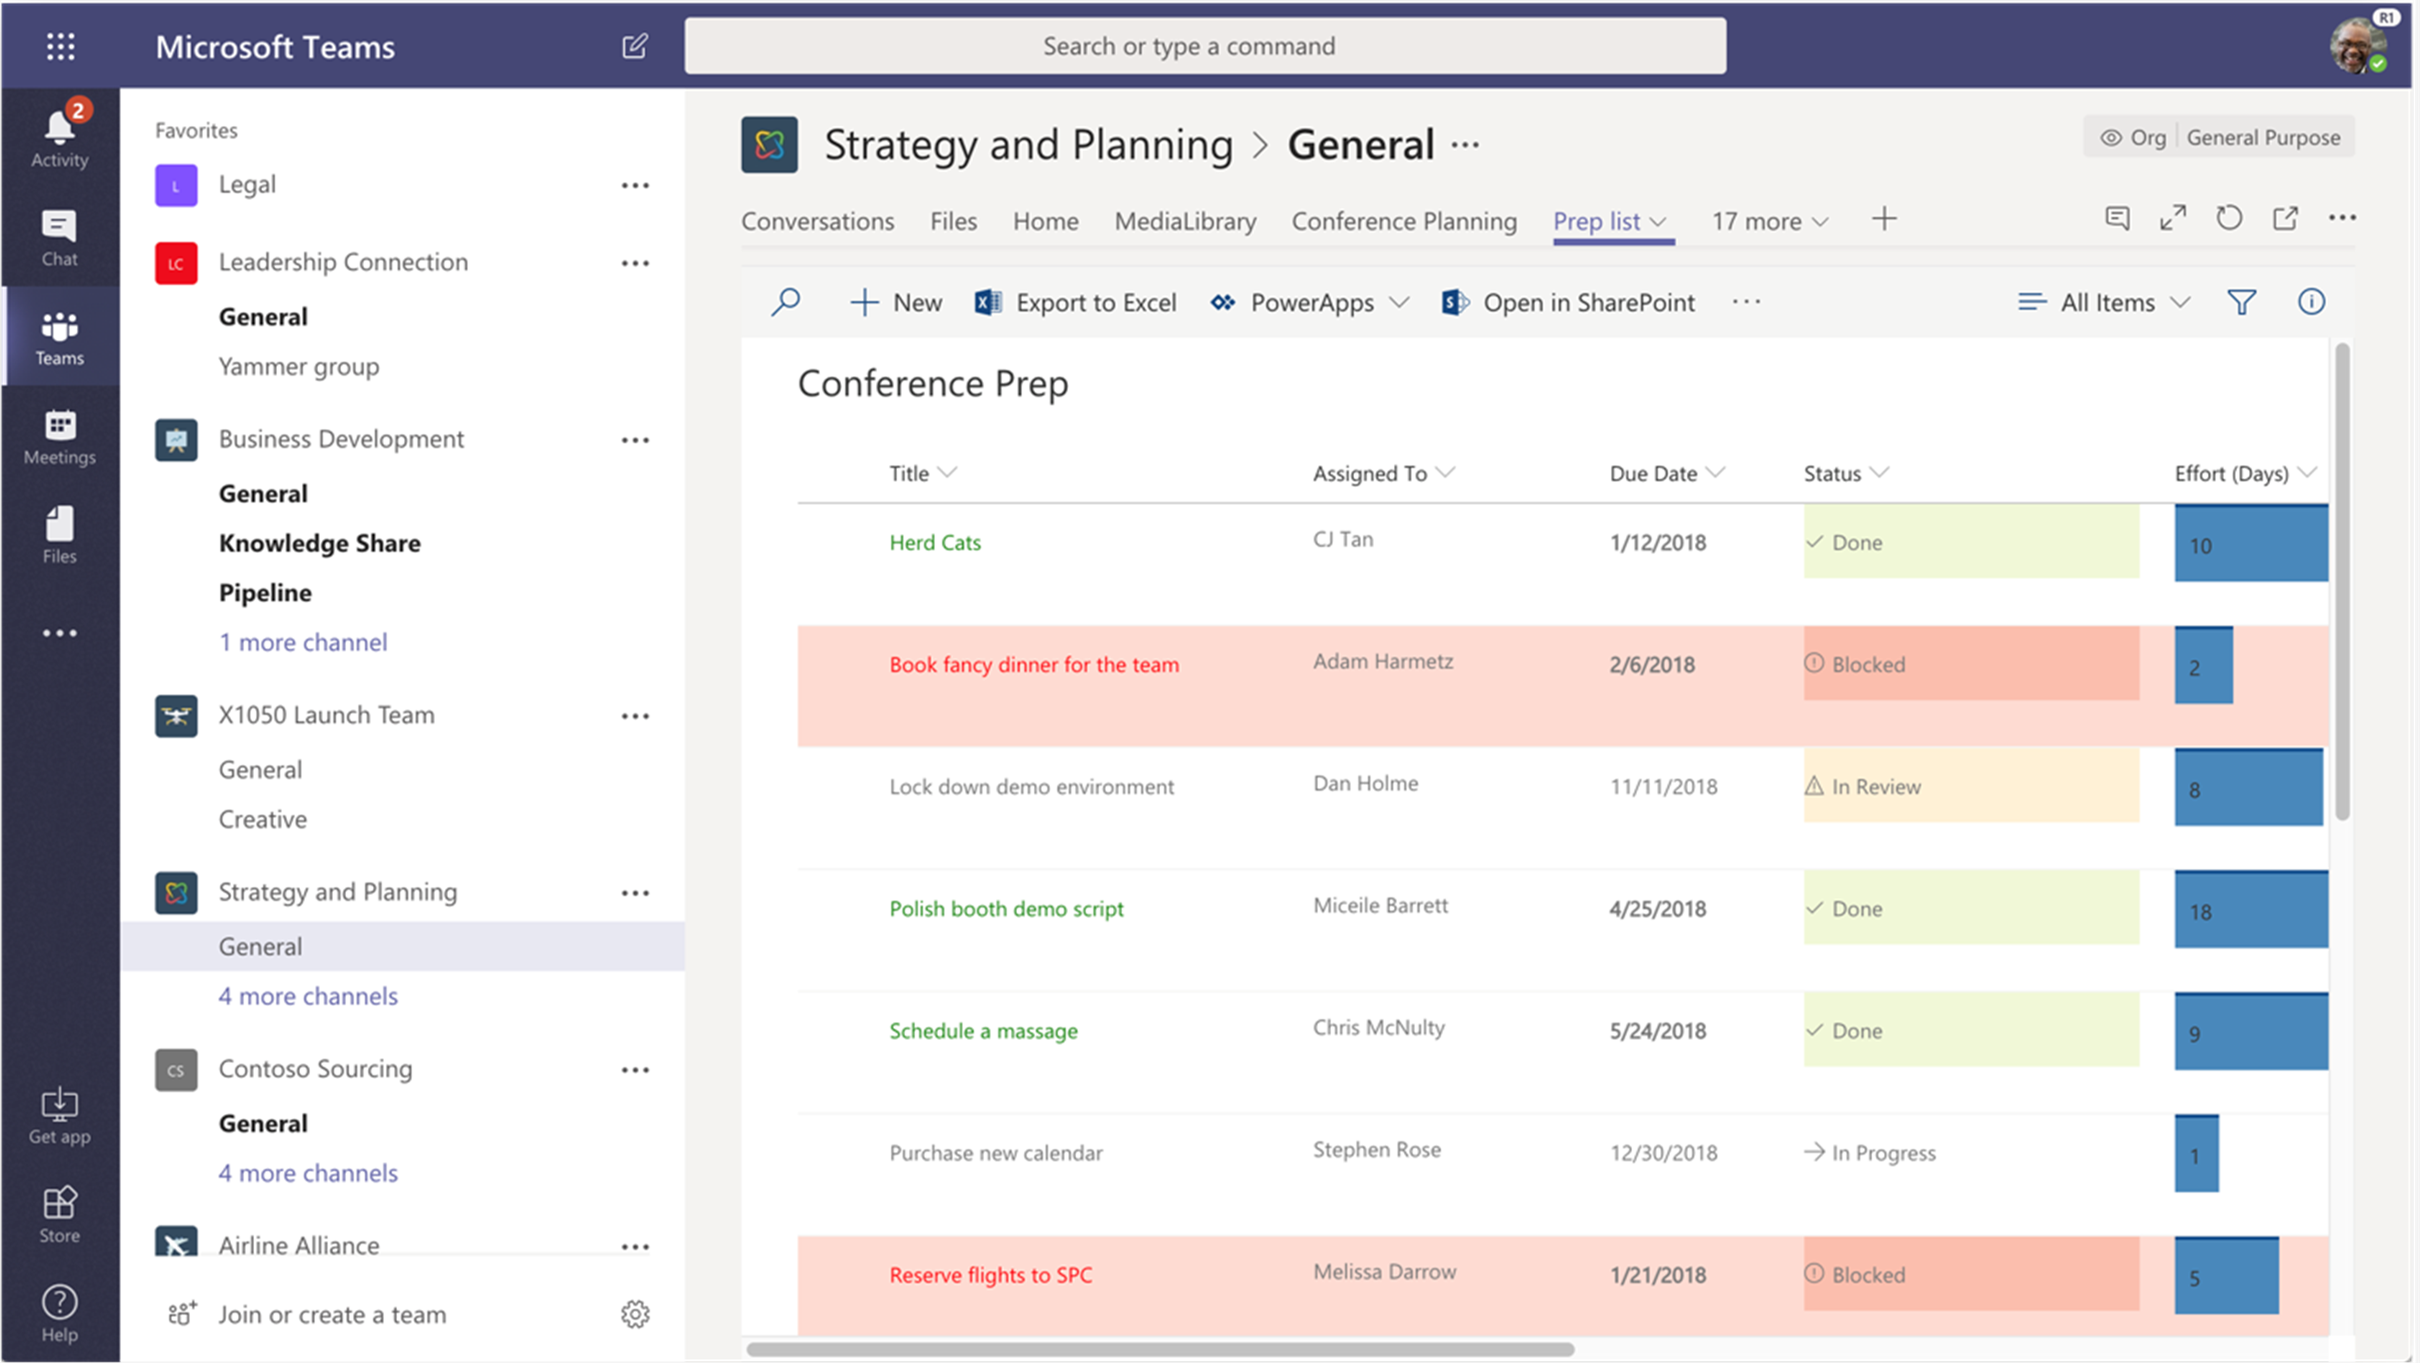 Microsoft Teams
Search or type a command
R1
2
Activity
Chat
Teams
Meetings
Files
Get app
Store
Help
Favorites
L Legal
LC Leadership Connection
General
Yammer group
Business Development
General
Knowledge Share
Pipeline
1 more channel
X1050 Launch Team
General
Creative
Strategy and Planning
General
4 more channels
CS Contoso Sourcing
General
4 more channels
Airline Alliance
Join or create a team
Strategy and Planning > General
Org | General Purpose
Conversations Files Home MediaLibrary Conference Planning Prep list 17 more
New Export to Excel PowerApps Open in SharePoint All Items
Conference Prep
Title Assigned To Due Date Status Effort (Days)
Herd Cats CJ Tan 1/12/2018 Done 10
Book fancy dinner for the team Adam Harmetz 2/6/2018 Blocked 2
Lock down demo environment Dan Holme 11/11/2018 In Review 8
Polish booth demo script Miceile Barrett 4/25/2018 Done 18
Schedule a massage Chris McNulty 5/24/2018 Done 9
Purchase new calendar Stephen Rose 12/30/2018 In Progress 1
Reserve flights to SPC Melissa Darrow 1/21/2018 Blocked 5